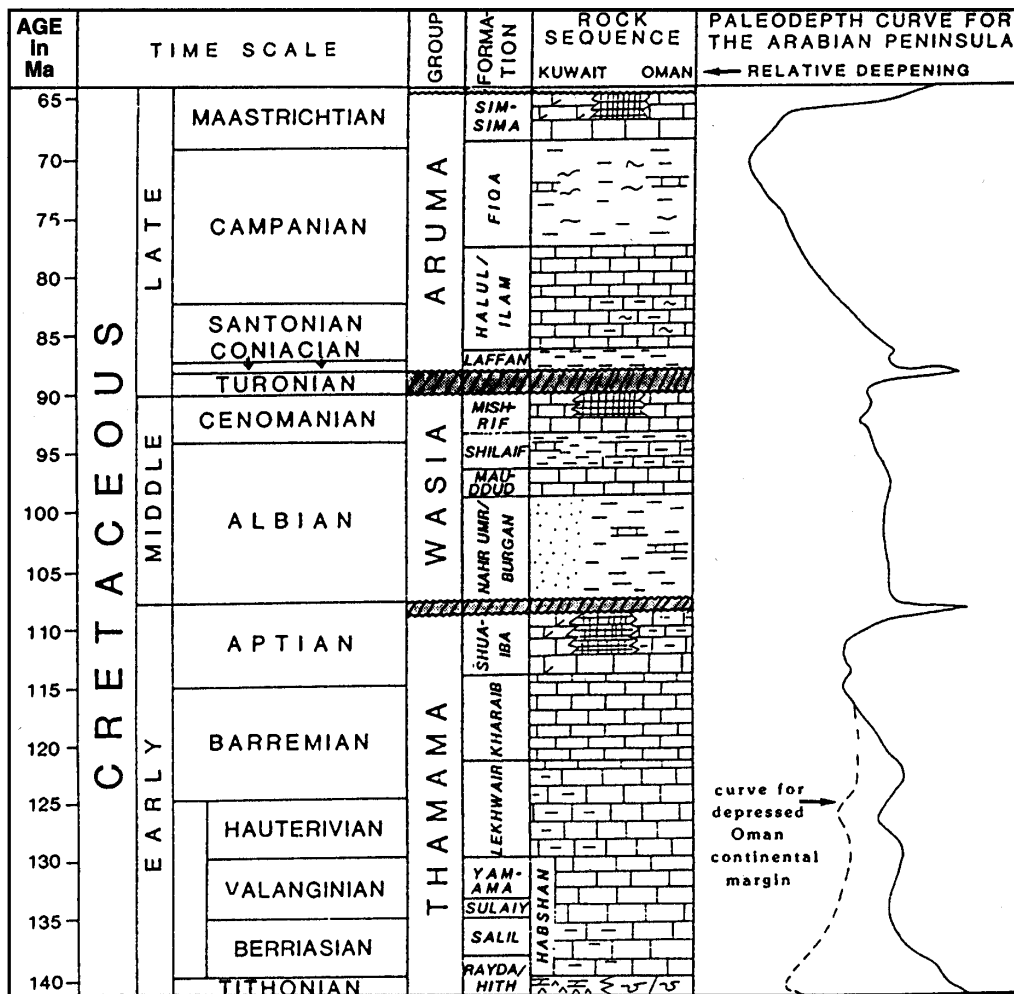 AGE
In
Ma
TIME SCALE
GROUP
FORMA-
TION
ROCK
SEQUENCE
KUWAIT OMAN
PALEODEPTH CURVE FOR
THE ARABIAN PENINSULA
RELATIVE DEEPENING
65
70
75
80
85
90
95
100
105
110
115
120
125
130
135
140
CRETACEOUS
LATE
MIDDLE
EARLY
MAASTRICHTIAN
CAMPANIAN
SANTONIAN
CONIACIAN
TURONIAN
CENOMANIAN
ALBIAN
APTIAN
BARREMIAN
HAUTERIVIAN
VALANGINIAN
BERRIASIAN
TITHONIAN
ARUMA
WASIA
THAMAMA
SIM-
SIMA
FIQA
HALUL/
ILAM
LAFFAN
MISH-
RIF
SHILAIF
MAU-
DDUD
NAHR UMR/
BURGAN
SHUA-
IBA
KHARAIB
LEKHWAIR
YAM-
AMA
SULAIY
SALIL
RAYDA/
HITH
HABSHAN
curve for
depressed
Oman
continental
margin